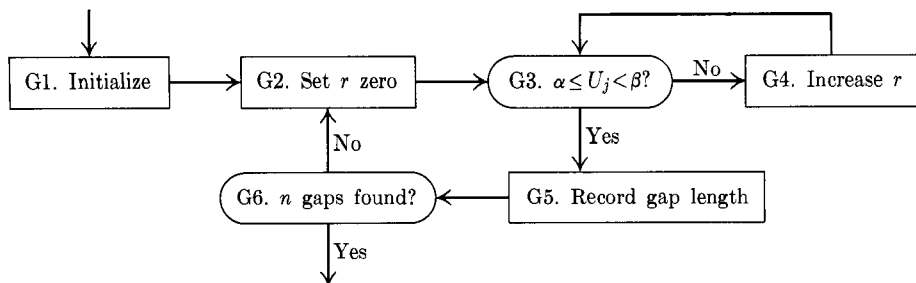 G1. Initialize
G2. Set r zero
G3. α ≤ U_j < β?
No
G4. Increase r
Yes
No
G6. n gaps found?
G5. Record gap length
Yes